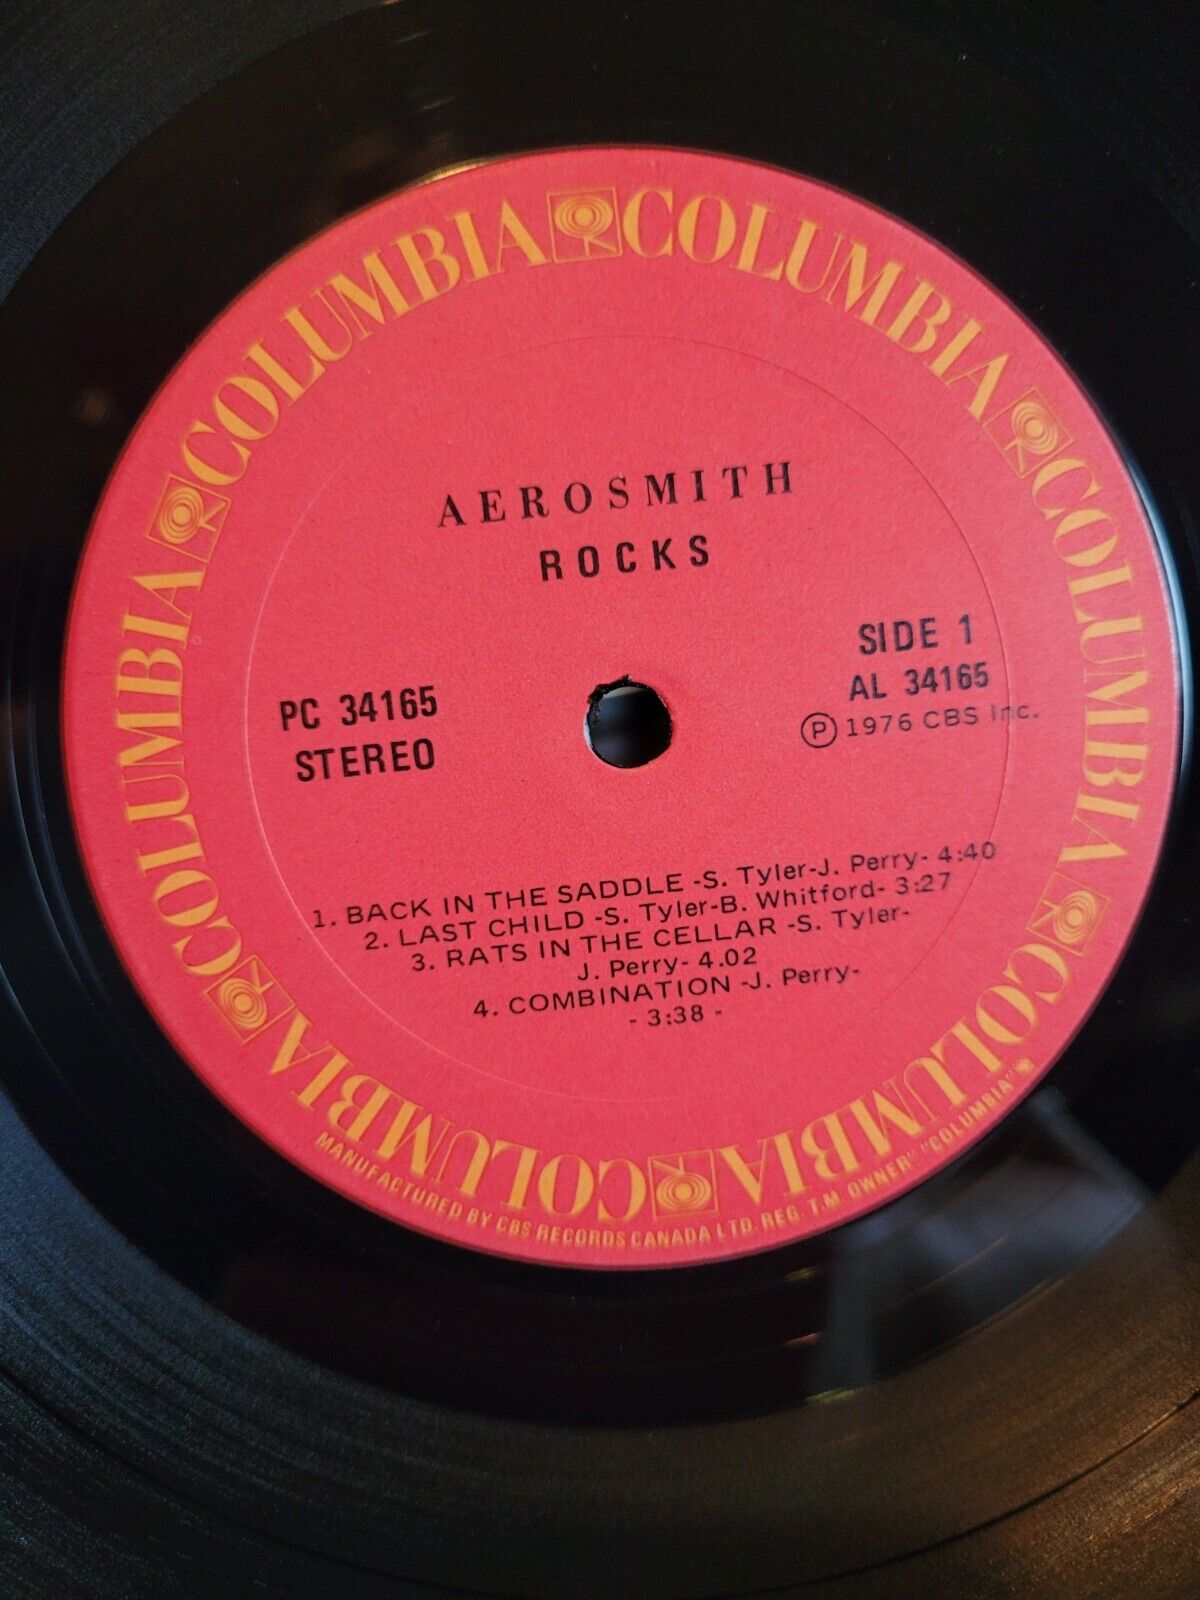 COLUMBIA COLUMBIA COLUMBIA COLUMBIA COLUMBIA COLUMBIA
AEROSMITH
ROCKS
SIDE 1
AL 34165
Ⓟ 1976 CBS Inc.
PC 34165
STEREO
1. BACK IN THE SADDLE -S. Tyler-J. Perry- 4:40
2. LAST CHILD -S. Tyler-B. Whitford- 3:27
3. RATS IN THE CELLAR -S. Tyler-
J. Perry- 4.02
4. COMBINATION -J. Perry-
- 3:38 -
MANUFACTURED BY CBS RECORDS CANADA LTD. REG. T.M. OWNER" "COLUMBIA"